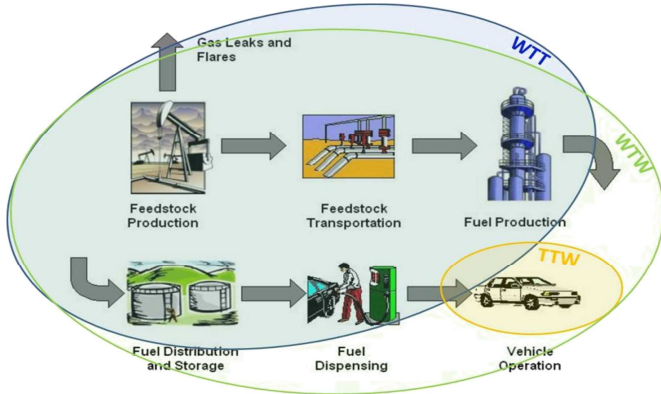 Gas Leaks and
Flares
WTT
WTW
Feedstock
Production
Feedstock
Transportation
Fuel Production
TTW
Fuel Distribution
and Storage
Fuel
Dispensing
Vehicle
Operation